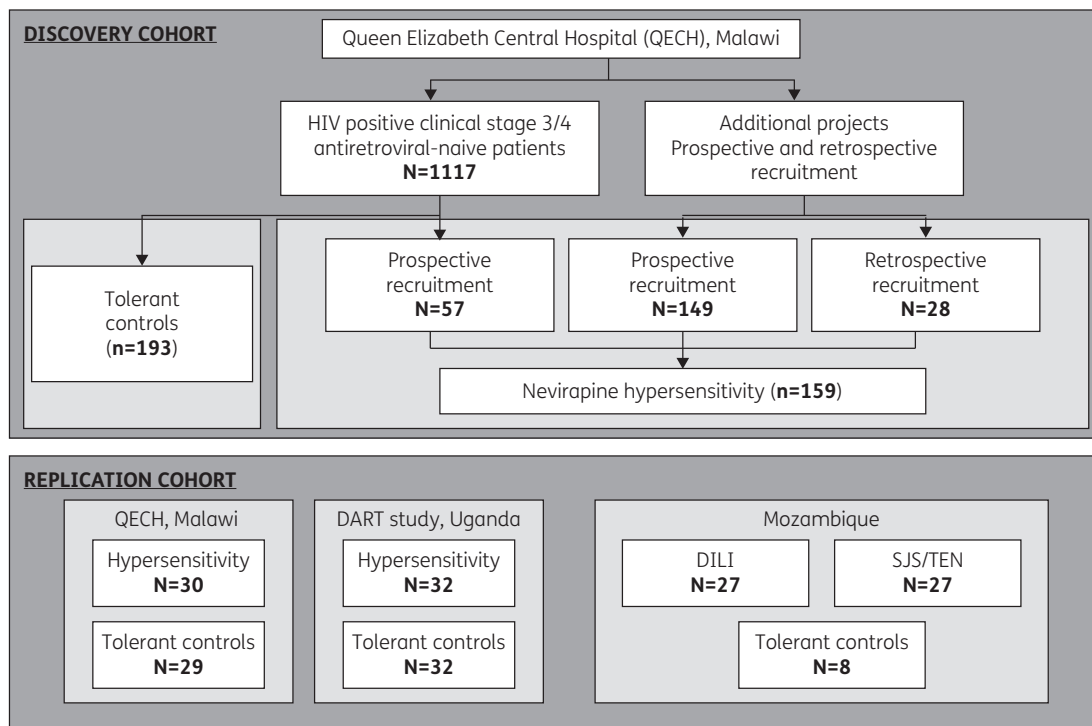 DISCOVERY COHORT
Queen Elizabeth Central Hospital (QECH), Malawi
HIV positive clinical stage 3/4
antiretroviral-naive patients
N=1117
Additional projects
Prospective and retrospective
recruitment
Tolerant
controls
(n=193)
Prospective
recruitment
N=57
Prospective
recruitment
N=149
Retrospective
recruitment
N=28
Nevirapine hypersensitivity (n=159)
REPLICATION COHORT
QECH, Malawi
Hypersensitivity
N=30
Tolerant controls
N=29
DART study, Uganda
Hypersensitivity
N=32
Tolerant controls
N=32
Mozambique
DILI
N=27
SJS/TEN
N=27
Tolerant controls
N=8